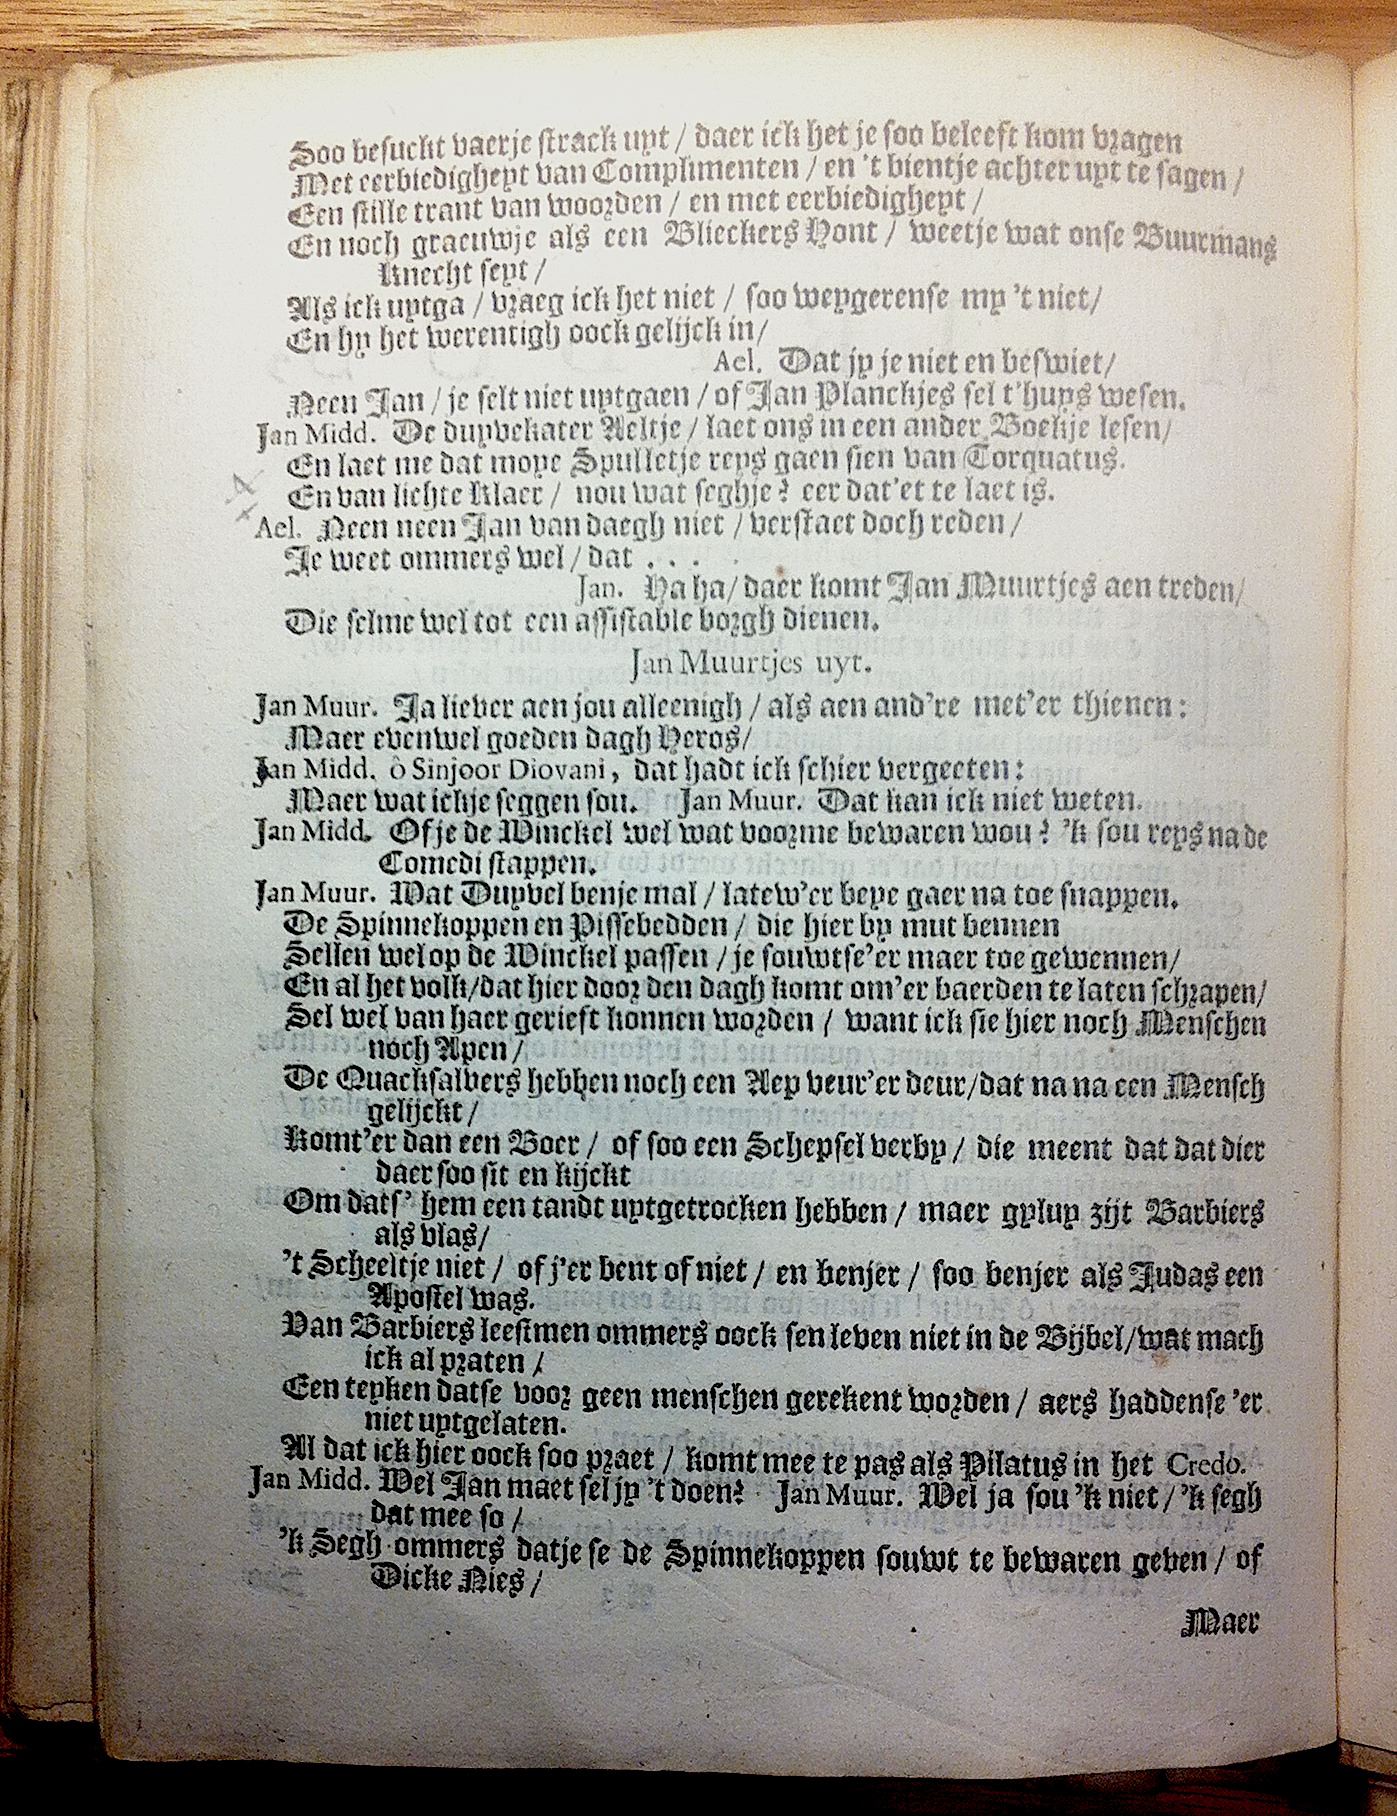 Soo besuckt vaerje strack uyt / daer ick het je soo beleeft kom vragen
Met eerbiedigheyt van Complimenten / en 't bientje achter uyt te sagen /
Een stille trant van woorden / en met eerbiedigheyt /
En noch graeuwje als een Blieckers Hont / weetje wat onse Buurmans
knecht seyt /
Als ick uytga / vraeg ick het niet / soo weygerense my 't niet /
En hy het werentigh oock gelijck in /
Ael. Dat jy je niet en beswiet /
Neen Jan / je selt niet uytgaen / of Jan Planckjes sel t'huys wesen.
Jan Midd. De duyvekater Aeltje / laet ons in een ander Boekje lesen /
En laet me dat moye Spulletje reys gaen sien van Torquatus.
En van lichte Klaer / nou wat seghje? eer dat'et te laet is.
Ael. Neen neen Jan van daegh niet / verstaet doch reden /
Je weet ommers wel / dat . . .
Jan. Ha ha / daer komt Jan Muurtjes aen treden /
Die selme wel tot een assistable borgh dienen.
Jan Muurtjes uyt.
Jan Muur. Ja liever aen jou alleenigh / als aen and're met'er thienen:
Maer evenwel goeden dagh Heros /
Jan Midd. ô Sinjoor Diovani, dat hadt ick schier vergeeten:
Maer wat ickje seggen sou. Jan Muur. Dat kan ick niet weten.
Jan Midd. Ofje de Winckel wel wat voorme bewaren wou? 'k sou reys na de
Comedi stappen.
Jan Muur. Wat Duyvel benje mal / latew'er beye gaer na toe snappen.
De Spinnekoppen en Pissebedden / die hier by mut bennen
Sellen wel op de Winckel passen / je souwtse'er maer toe gewennen /
En al het volk / dat hier door den dagh komt om'er baerden te laten schrapen /
Sel wel van haer gerieft konnen worden / want ick sie hier noch Menschen
noch Apen /
De Quacksalvers hebben noch een Aep veur'er deur / dat na na een Mensch
gelijckt /
Komt'er dan een Boer / of soo een Schepsel verby / die meent dat dat dier
daer soo sit en kijckt
Om dats' hem een tandt uytgetrocken hebben / maer gyluy zijt Barbiers
als vlas /
't Scheeltje niet / of j'er bent of niet / en benjer / soo benjer als Judas een
Apostel was.
Van Barbiers leestmen ommers oock sen leven niet in de Bijbel / wat mach
ick al praten /
Een teyken datse voor geen menschen gerekent worden / aers haddense 'er
niet uytgelaten.
Al dat ick hier oock soo praet / komt mee te pas als Pilatus in het Credo.
Jan Midd. Wel Jan maet sel jy 't doen? Jan Muur. Wel ja sou 'k niet / 'k segh
dat mee so /
'k Segh ommers datje se de Spinnekoppen souwt te bewaren geven / of
Dicke Nies /
Maer